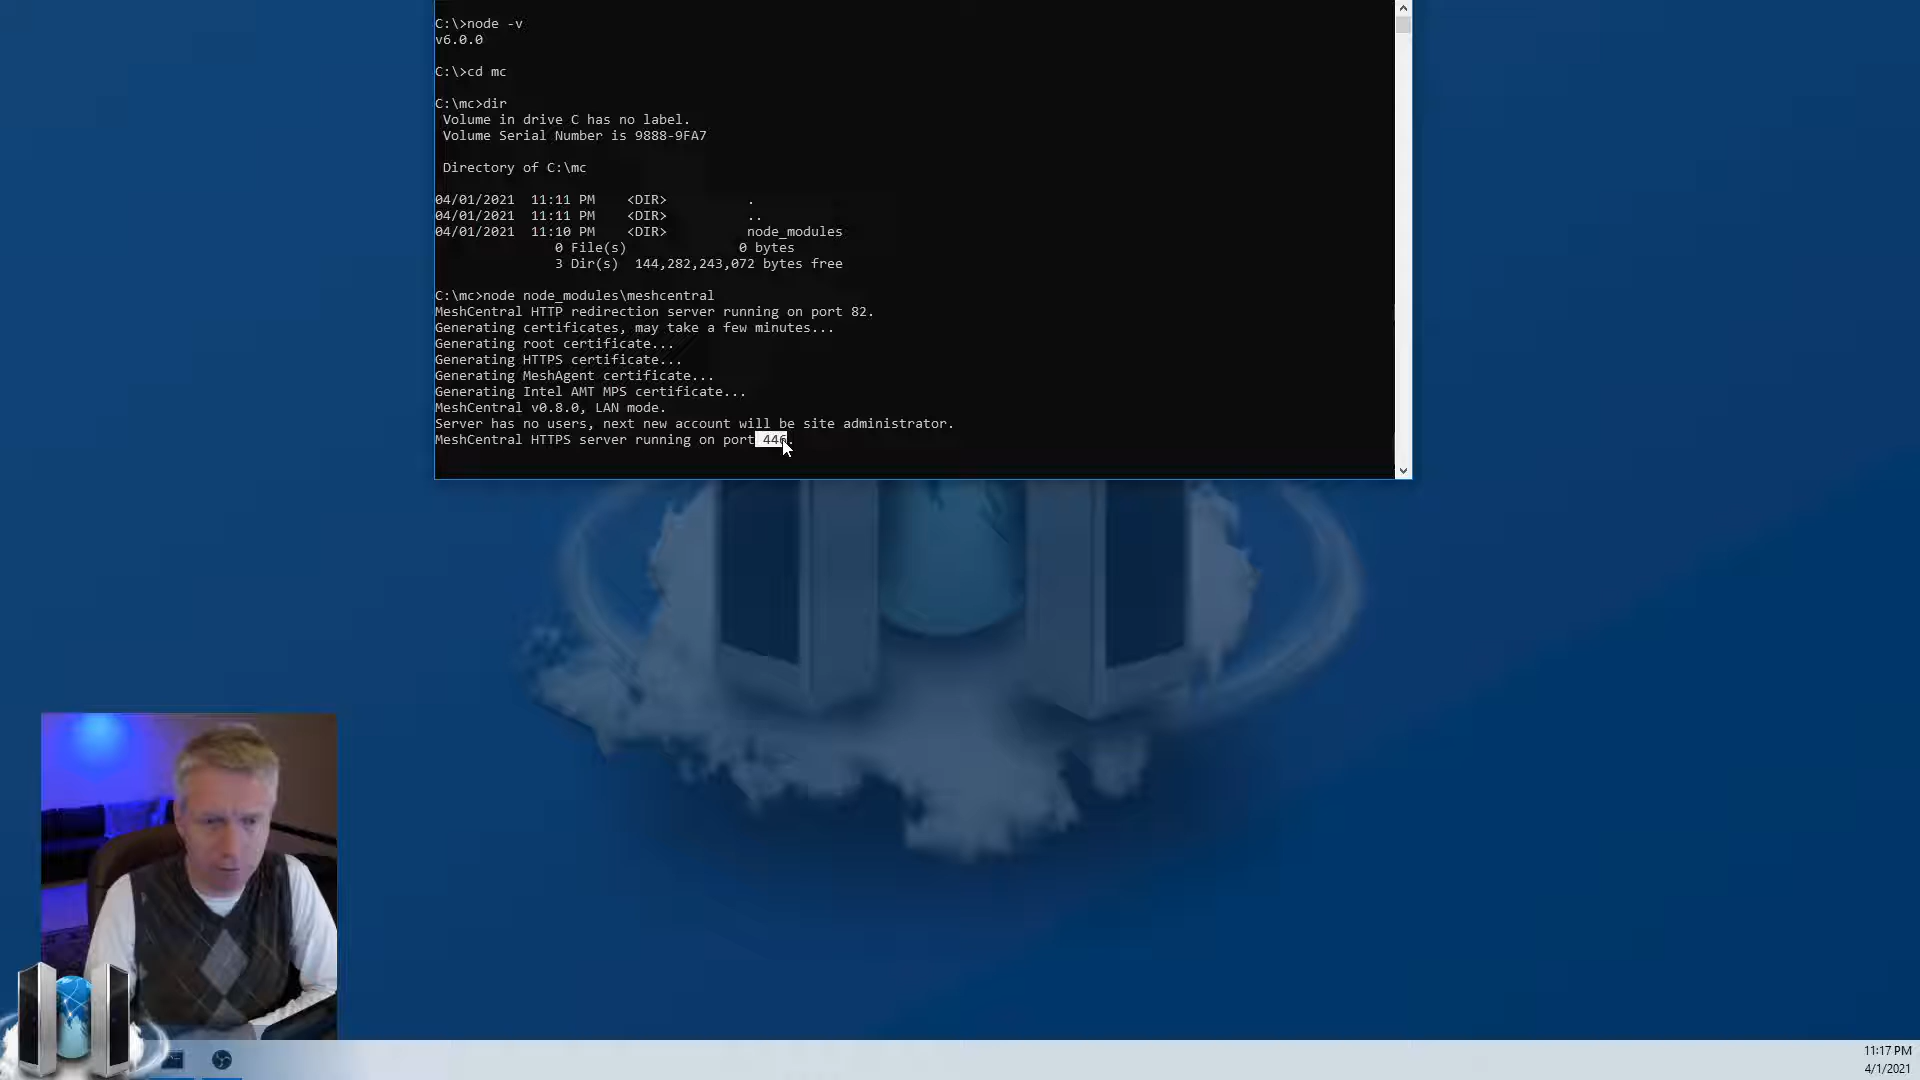 C:\>node -v
v6.0.0
C:\>cd mc
C:\mc>dir
Volume in drive C has no label.
Volume Serial Number is 9888-9FA7
Directory of C:\mc
04/01/2021 11:11 PM <DIR> .
04/01/2021 11:11 PM <DIR> ..
04/01/2021 11:10 PM <DIR> node_modules
0 File(s) 0 bytes
3 Dir(s) 144,282,243,072 bytes free
C:\mc>node node_modules\meshcentral
MeshCentral HTTP redirection server running on port 82.
Generating certificates, may take a few minutes...
Generating root certificate...
Generating HTTPS certificate...
Generating MeshAgent certificate...
Generating Intel AMT MPS certificate...
MeshCentral v0.8.0, LAN mode.
Server has no users, next new account will be site administrator.
MeshCentral HTTPS server running on port
11:17 PM
4/1/2021